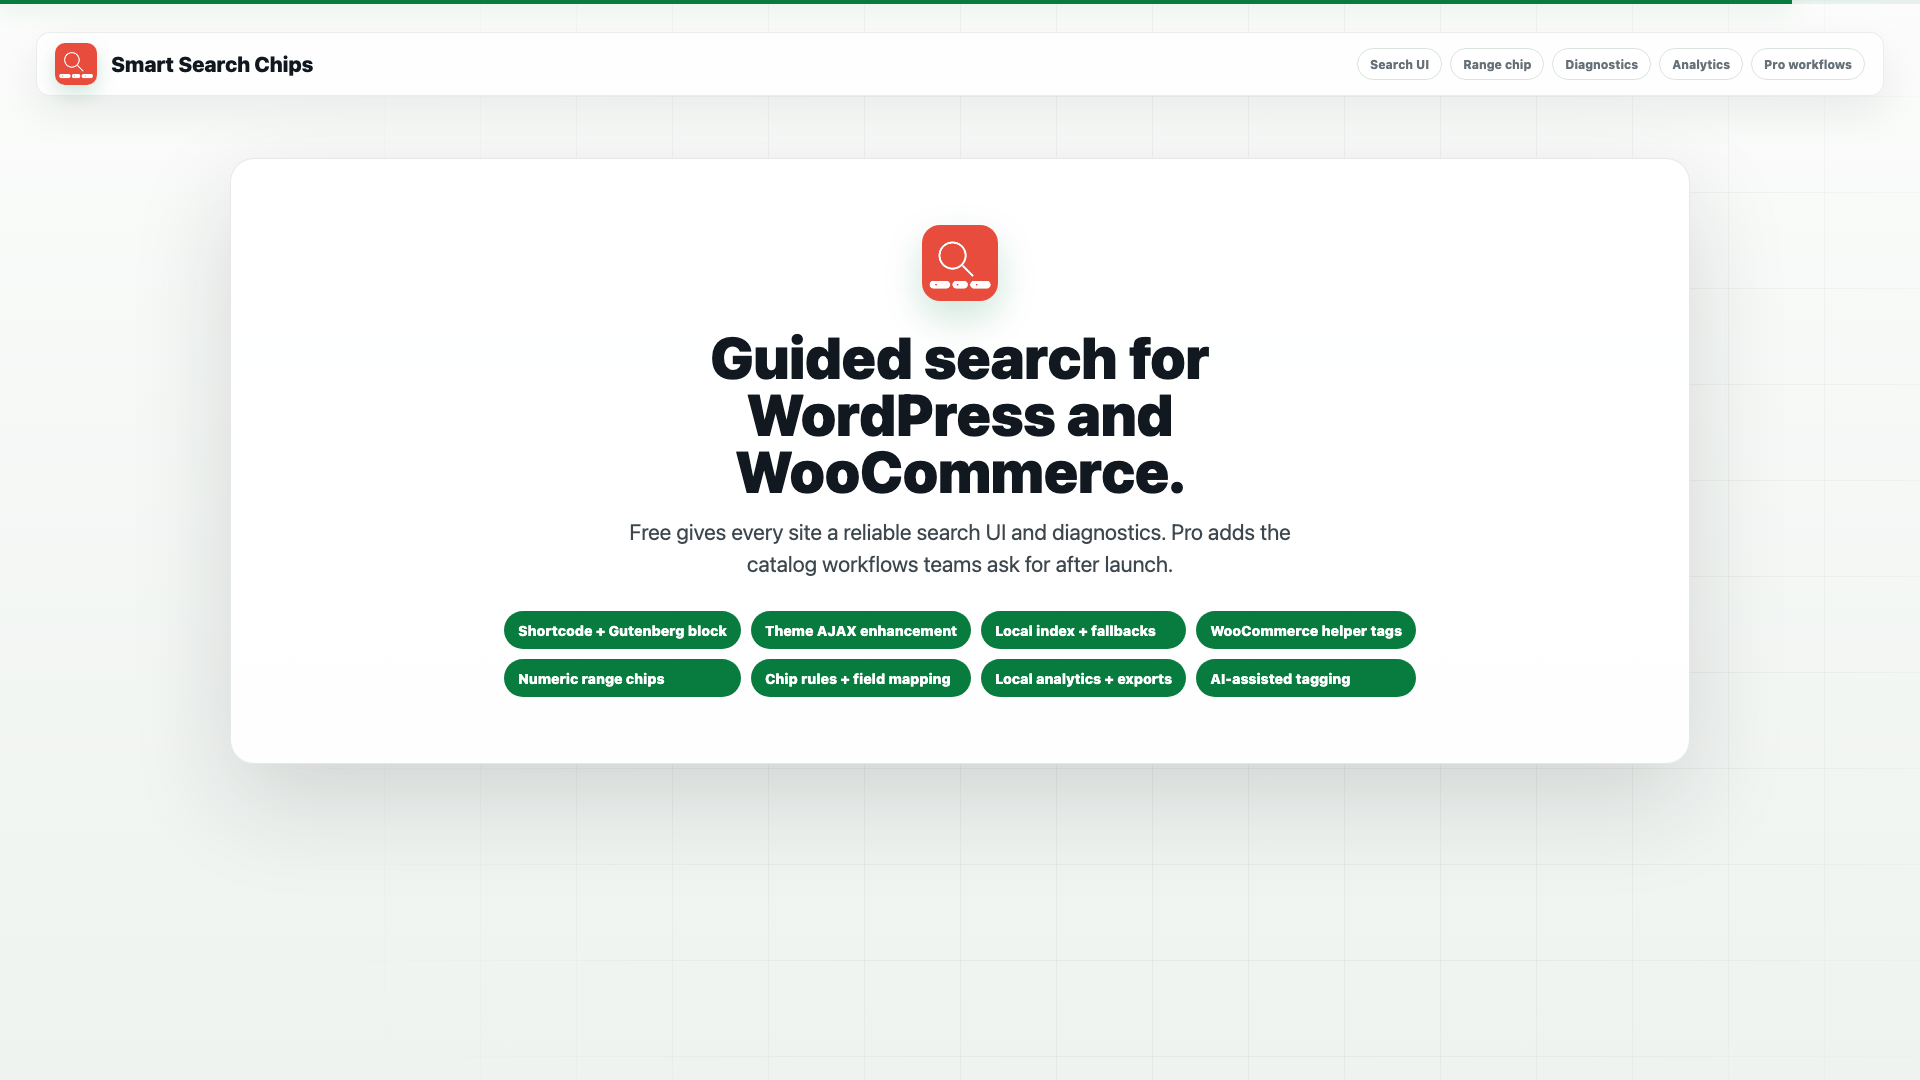 Smart Search Chips
Search UI
Range chip
Diagnostics
Analytics
Pro workflows
Guided search for
WordPress and
WooCommerce.
Free gives every site a reliable search UI and diagnostics. Pro adds the
catalog workflows teams ask for after launch.
Shortcode + Gutenberg block
Theme AJAX enhancement
Local index + fallbacks
WooCommerce helper tags
Numeric range chips
Chip rules + field mapping
Local analytics + exports
AI-assisted tagging